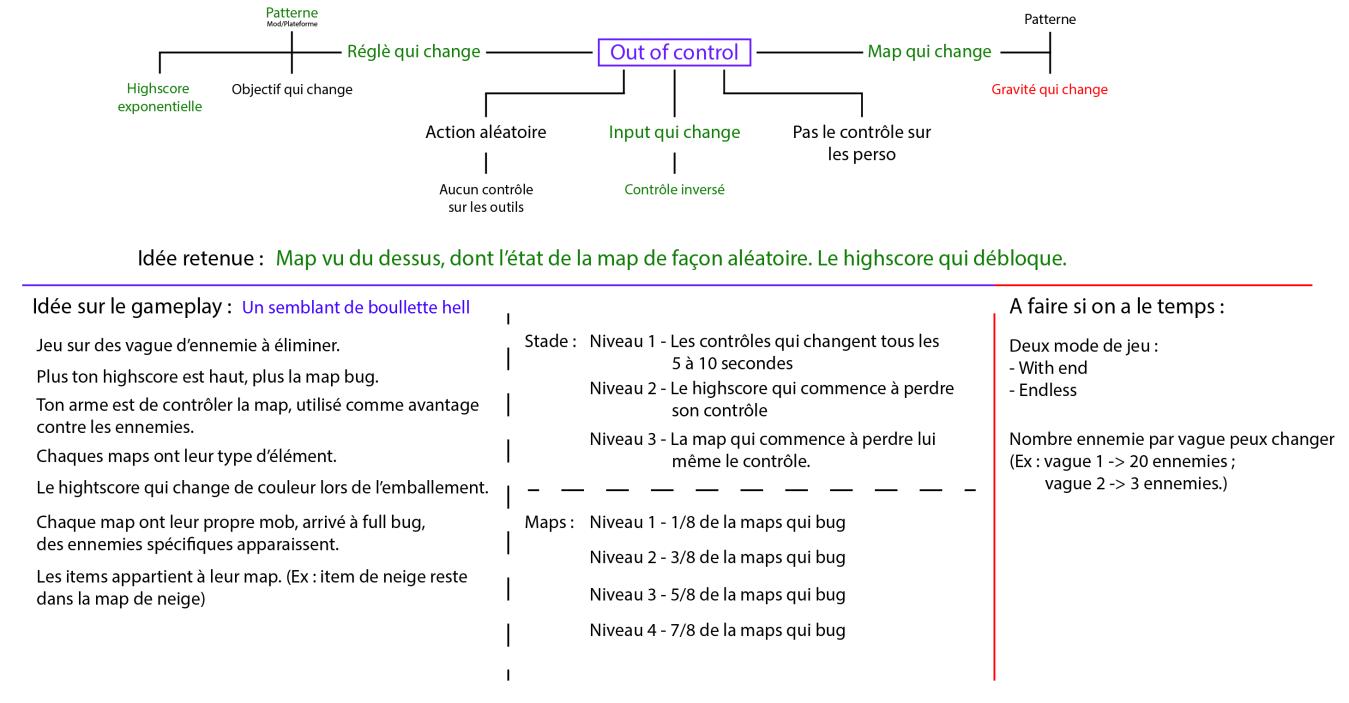 Patterne
Mod/Plateforme
Patterne
Réglè qui change
Out of control
Map qui change
Highscore
exponentielle
Objectif qui change
Gravité qui change
Action aléatoire
Input qui change
Pas le contrôle sur
les perso
Aucun contrôle
sur les outils
Contrôle inversé
Idée retenue : Map vu du dessus, dont l'état de la map de façon aléatoire. Le highscore qui débloque.
Idée sur le gameplay : Un semblant de boullette hell
Jeu sur des vague d'ennemie à éliminer.
Plus ton highscore est haut, plus la map bug.
Ton arme est de contrôler la map, utilisé comme avantage
contre les ennemies.
Chaques maps ont leur type d'élément.
Le hightscore qui change de couleur lors de l'emballement.
Chaque map ont leur propre mob, arrivé à full bug,
des ennemies spécifiques apparaissent.
Les items appartient à leur map. (Ex : item de neige reste
dans la map de neige)
Stade : Niveau 1 - Les contrôles qui changent tous les
5 à 10 secondes
Niveau 2 - Le highscore qui commence à perdre
son contrôle
Niveau 3 - La map qui commence à perdre lui
même le contrôle.
Maps : Niveau 1 - 1/8 de la maps qui bug
Niveau 2 - 3/8 de la maps qui bug
Niveau 3 - 5/8 de la maps qui bug
Niveau 4 - 7/8 de la maps qui bug
A faire si on a le temps :
Deux mode de jeu :
- With end
- Endless
Nombre ennemie par vague peux changer
(Ex : vague 1 -> 20 ennemies ;
vague 2 -> 3 ennemies.)